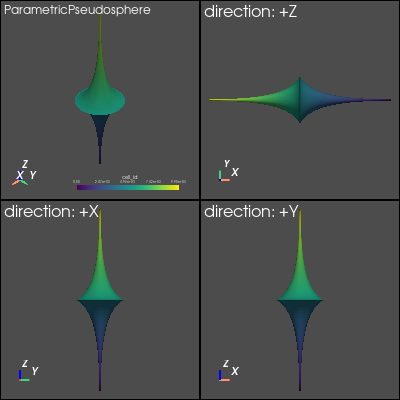 ParametricPseudosphere
direction: +Z
Z
X Y
cell_id
Y
X
direction: +X
direction: +Y
Z
Y
Z
X